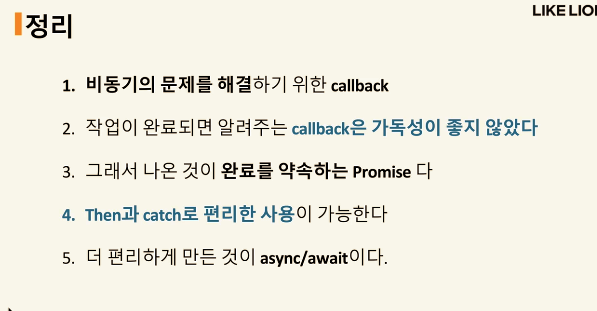 LIKE LION
정리
1. 비동기의 문제를 해결하기 위한 callback
2. 작업이 완료되면 알려주는 callback은 가독성이 좋지 않았다
3. 그래서 나온 것이 완료를 약속하는 Promise 다
4. Then과 catch로 편리한 사용이 가능한다
5. 더 편리하게 만든 것이 async/await이다.